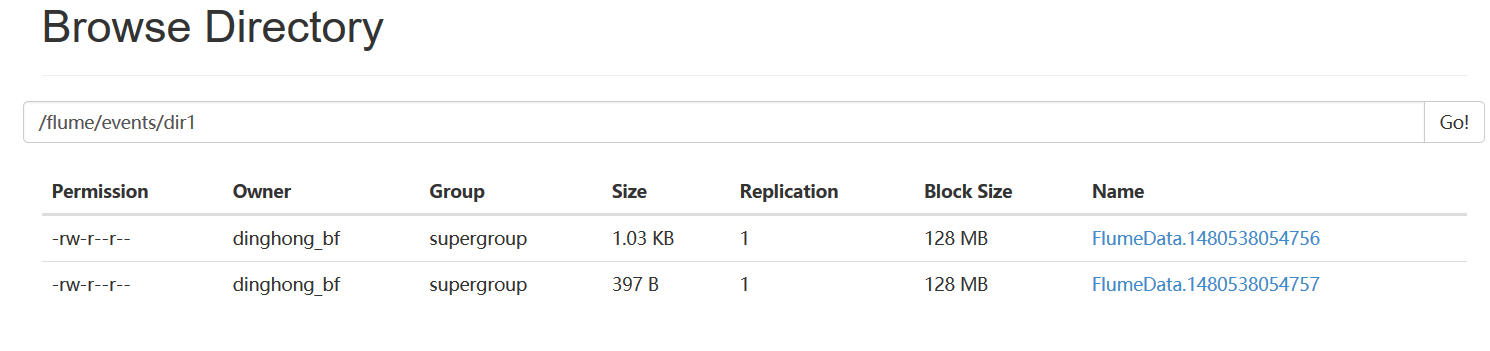 Browse Directory
/flume/events/dir1 Go!
Permission Owner Group Size Replication Block Size Name
-rw-r--r-- dinghong_bf supergroup 1.03 KB 1 128 MB FlumeData.1480538054756
-rw-r--r-- dinghong_bf supergroup 397 B 1 128 MB FlumeData.1480538054757